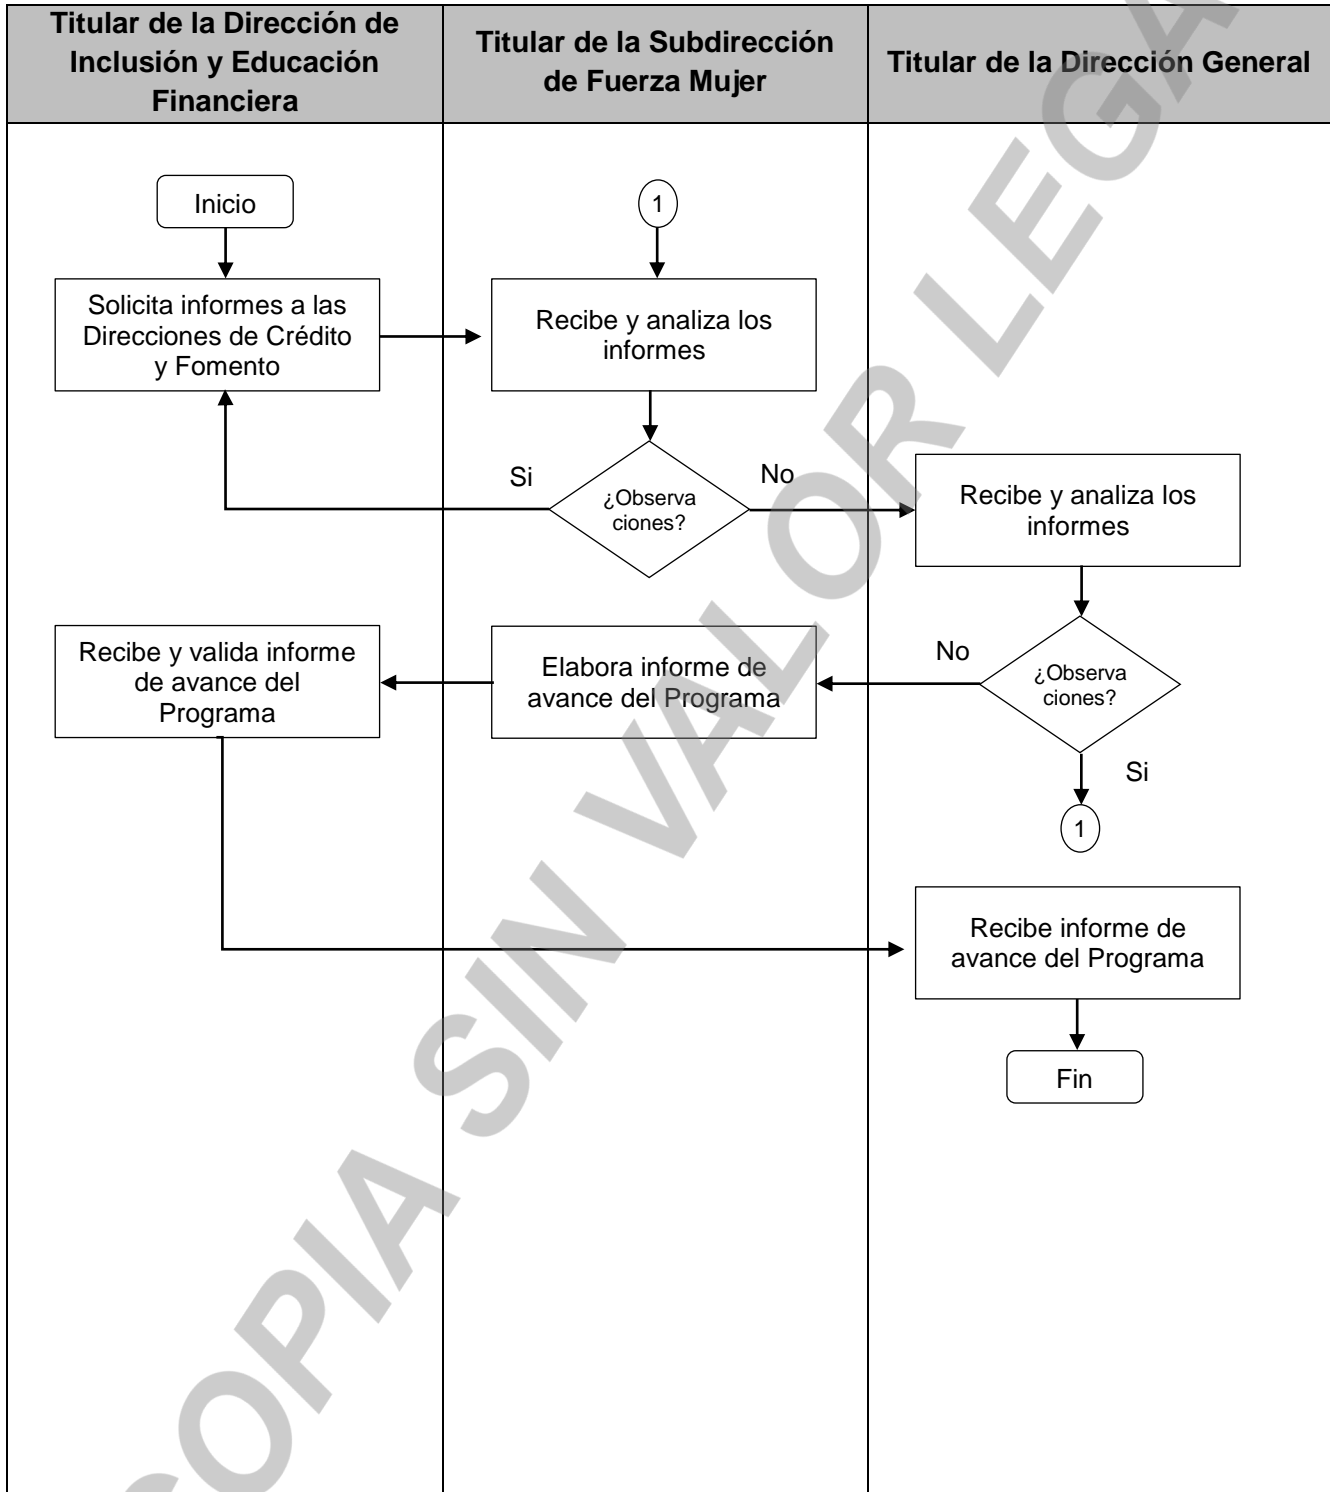 Titular de la Dirección de
Inclusión y Educación
Financiera
Titular de la Subdirección
de Fuerza Mujer
Titular de la Dirección General
Inicio
1
Solicita informes a las
Direcciones de Crédito
y Fomento
Recibe y analiza los
informes
Si
¿Observa
ciones?
No
Recibe y analiza los
informes
Recibe y valida informe
de avance del
Programa
Elabora informe de
avance del Programa
No
¿Observa
ciones?
Si
1
Recibe informe de
avance del Programa
Fin
COPIA SIN VALOR LEGA